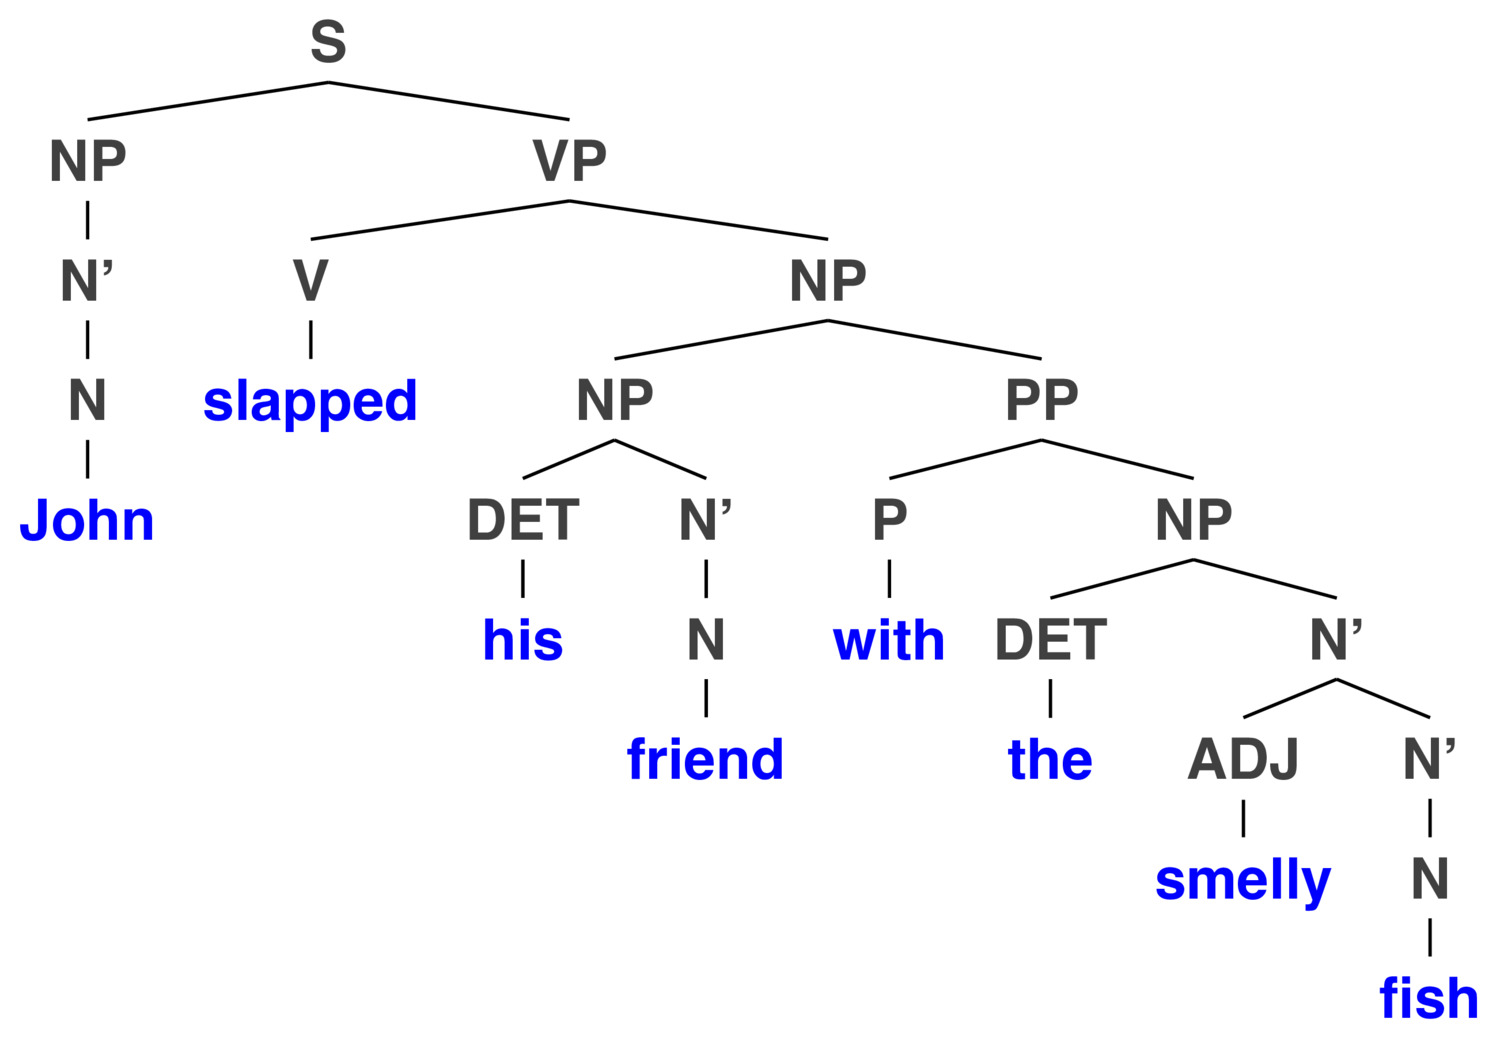 S
NP VP
N’ V NP
N slapped NP PP
John DET N’ P NP
his N with DET N’
friend the ADJ N’
smelly N
fish